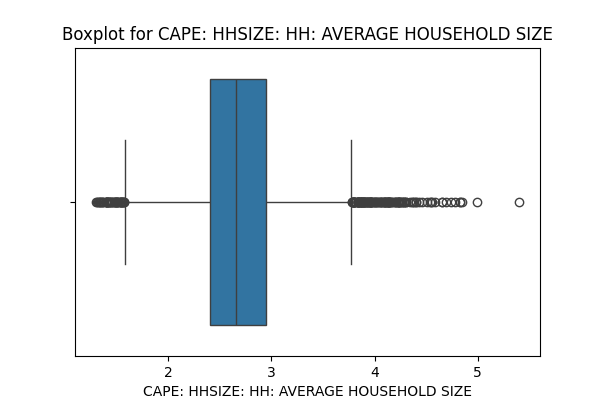 Boxplot for CAPE: HHSIZE: HH: AVERAGE HOUSEHOLD SIZE
2 3 4 5
CAPE: HHSIZE: HH: AVERAGE HOUSEHOLD SIZE